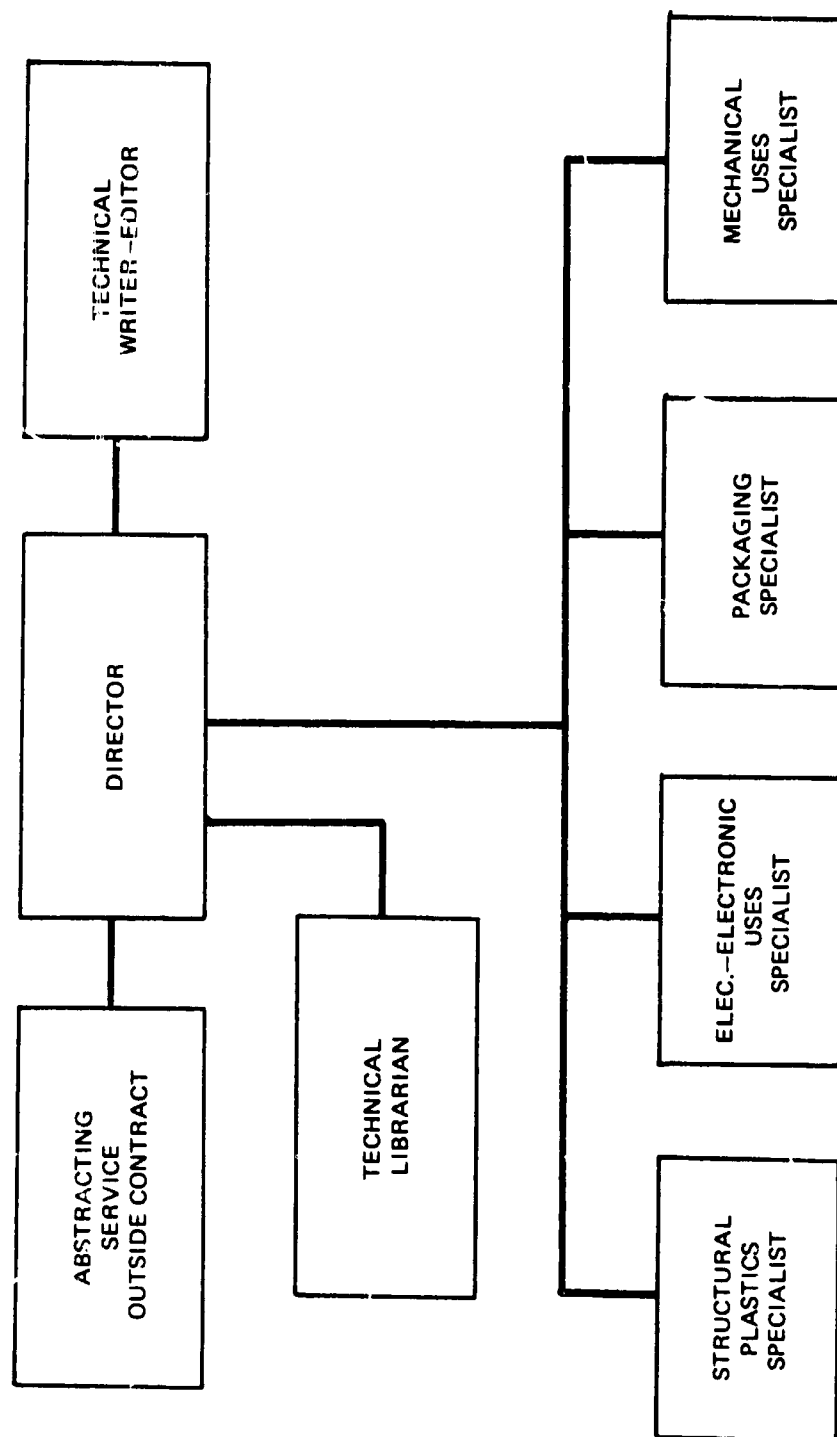 ABSTRACTING
SERVICE
OUTSIDE CONTRACT
DIRECTOR
TECHNICAL
WRITER–EDITOR
TECHNICAL
LIBRARIAN
STRUCTURAL
PLASTICS
SPECIALIST
ELEC.–ELECTRONIC
USES
SPECIALIST
PACKAGING
SPECIALIST
MECHANICAL
USES
SPECIALIST